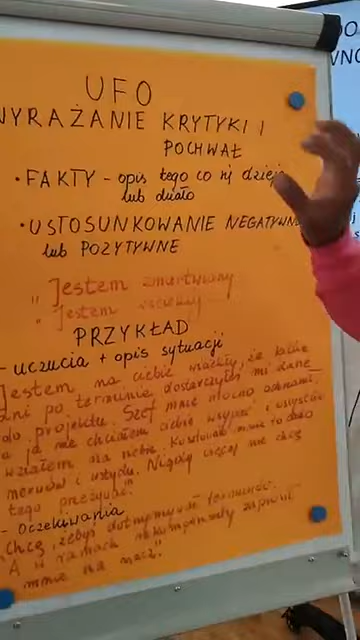 UFO
WYRAŻANIE KRYTYKI I
POCHWAŁ
• FAKTY - opis tego co się dzieje
lub działo
• USTOSUNKOWANIE NEGATYWNE
lub POZYTYWNE
"Jestem zmartwiony
"Jestem wściekły
PRZYKŁAD
- uczucia + opis sytuacji
Jestem na ciebie wściekły, że
dni po terminie dostarczyłeś mi dane
do projektu. Szef mnie mocno ochrzanił,
a ja nie chciałem ciebie wsypać i wszystko
wziąłem na siebie. Kosztowało mnie to dużo
nerwów i wstydu. Nigdy więcej nie chcę
tego przeżywać."
- oczekiwania
"Chcę, żebyś dotrzymywał terminów.
A w ramach rekompensaty zaproś
mnie na mecz."